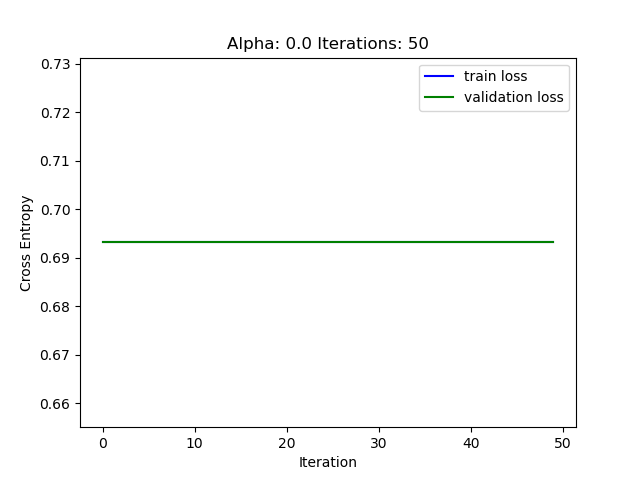 Alpha: 0.0 Iterations: 50
train loss
validation loss
Cross Entropy
0.73
0.72
0.71
0.70
0.69
0.68
0.67
0.66
0
10
20
30
40
50
Iteration